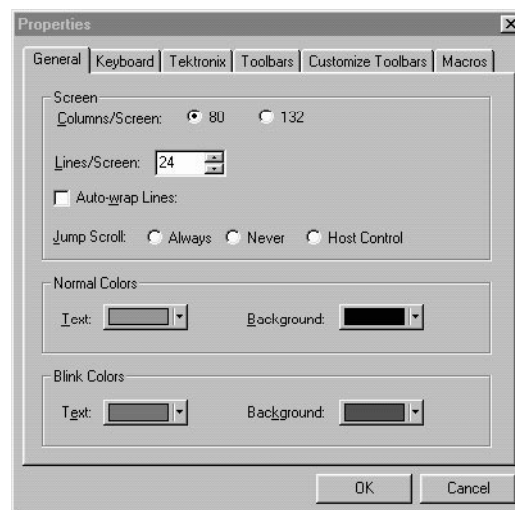 Properties
General Keyboard Tektronix Toolbars Customize Toolbars Macros
Screen
Columns/Screen: 80 132
Lines/Screen: 24
Auto-wrap Lines:
Jump Scroll: Always Never Host Control
Normal Colors
Text: Background:
Blink Colors
Text: Background:
OK Cancel